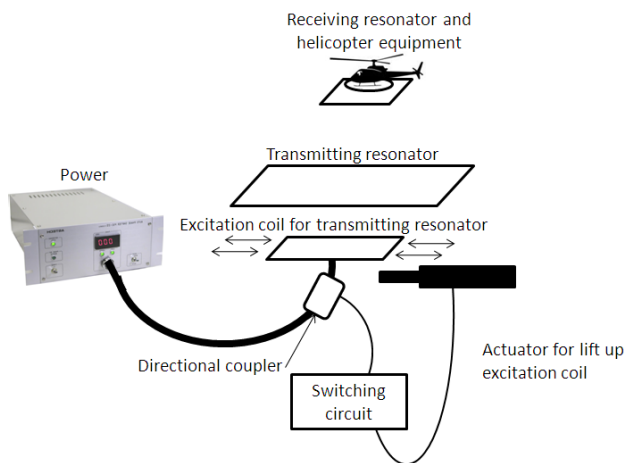 Receiving resonator and
helicopter equipment
Transmitting resonator
Power
Excitation coil for transmitting resonator
000
Directional coupler
Switching
circuit
Actuator for lift up
excitation coil